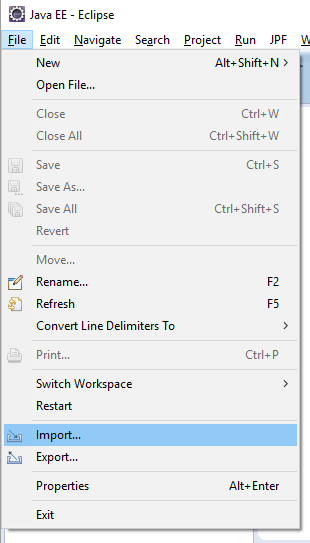 Java EE - Eclipse
File Edit Navigate Search Project Run JPF
New Alt+Shift+N
Open File...
Close Ctrl+W
Close All Ctrl+Shift+W
Save Ctrl+S
Save As...
Save All Ctrl+Shift+S
Revert
Move...
Rename... F2
Refresh F5
Convert Line Delimiters To
Print... Ctrl+P
Switch Workspace
Restart
Import...
Export...
Properties Alt+Enter
Exit